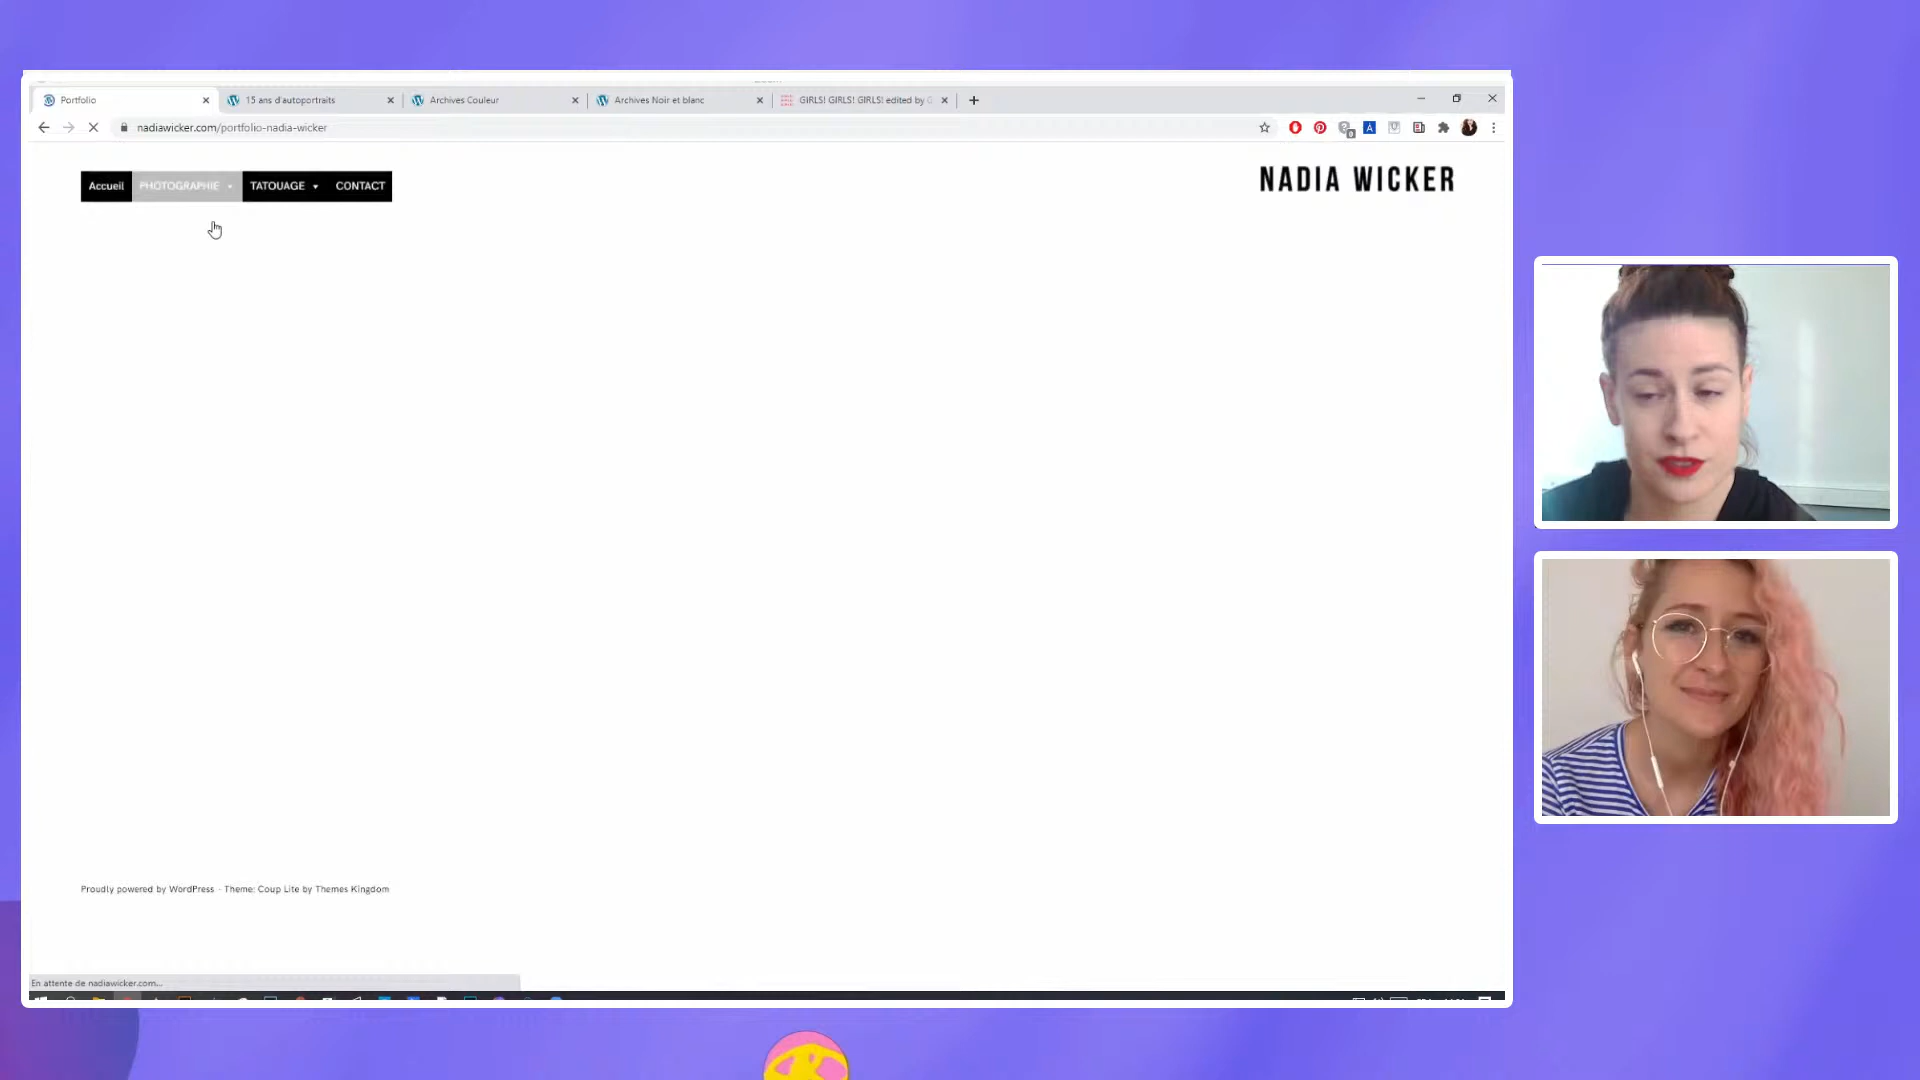 Portfolio
15 ans d'autoportraits
Archives Couleur
Archives Noir et blanc
GIRLS! GIRLS! GIRLS! edited by
nadiawicker.com/portfolio-nadia-wicker
Accueil
PHOTOGRAPHIE
TATOUAGE
CONTACT
NADIA WICKER
Proudly powered by WordPress - Theme: Coup Lite by Themes Kingdom
En attente de nadiawicker.com...